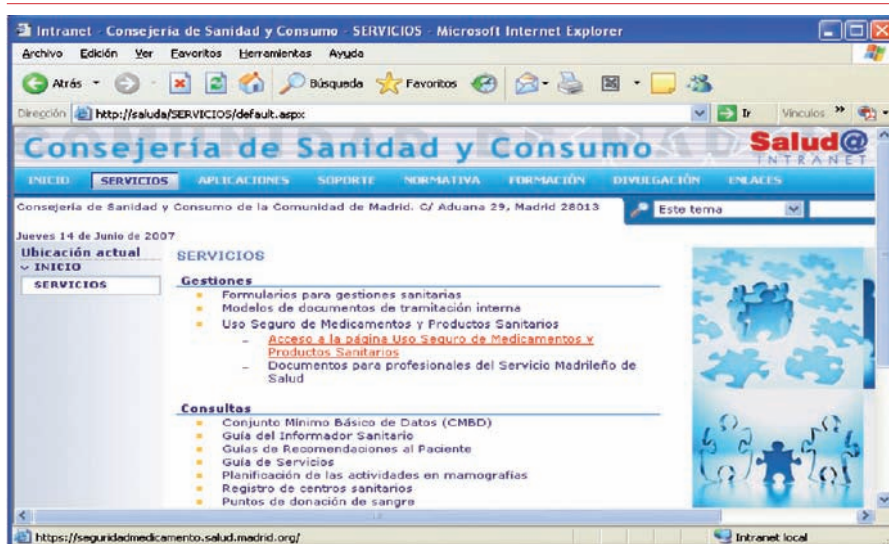 Intranet - Consejería de Sanidad y Consumo - SERVICIOS - Microsoft Internet Explorer
Archivo Edición Ver Favoritos Herramientas Ayuda
Atrás Búsqueda Favoritos
Dirección http://saluda/SERVICIOS/default.aspx Ir Vínculos »
Consejería de Sanidad y Consumo
Salud@
INTRANET
INICIO SERVICIOS APLICACIONES SOPORTE NORMATIVA FORMACIÓN DIVULGACIÓN ENLACES
Consejería de Sanidad y Consumo de la Comunidad de Madrid. C/ Aduana 29, Madrid 28013
Este tema
Jueves 14 de Junio de 2007
Ubicación actual
INICIO
SERVICIOS
SERVICIOS
Gestiones
Formularios para gestiones sanitarias
Modelos de documentos de tramitación interna
Uso Seguro de Medicamentos y Productos Sanitarios
– Acceso a la página Uso Seguro de Medicamentos y
Productos Sanitarios
– Documentos para profesionales del Servicio Madrileño de
Salud
Consultas
Conjunto Mínimo Básico de Datos (CMBD)
Guía del Informador Sanitario
Guías de Recomendaciones al Paciente
Guía de Servicios
Planificación de las actividades en mamografías
Registro de centros sanitarios
Puntos de donación de sangre
https://seguridadmedicamento.salud.madrid.org/
Intranet local